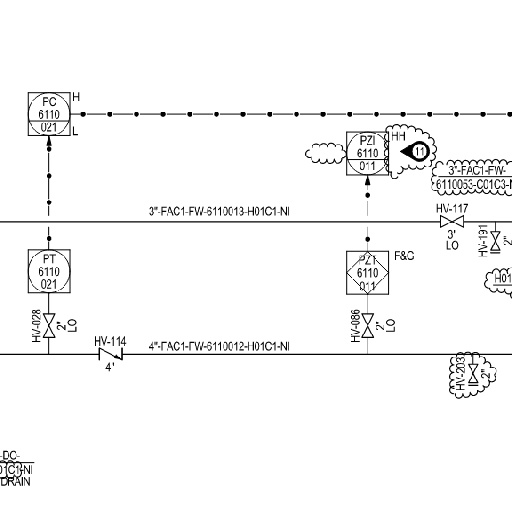 FC
6110
021
H
L
PZI
6110
011
HH
11
3"-FAC1-FW-
6110053-C01C3-N
3"-FAC1-FW-6110013-H01C1-NI
HV-117
3"
LO
HV-191
2"
PT
6110
021
PZT
6110
011
F&G
H01
HV-028
2"
LO
HV-086
2"
LO
HV-114
4"
4"-FAC1-FW-6110012-H01C1-NI
HV-203
2"
-DC-
01C1-NI
DRAIN